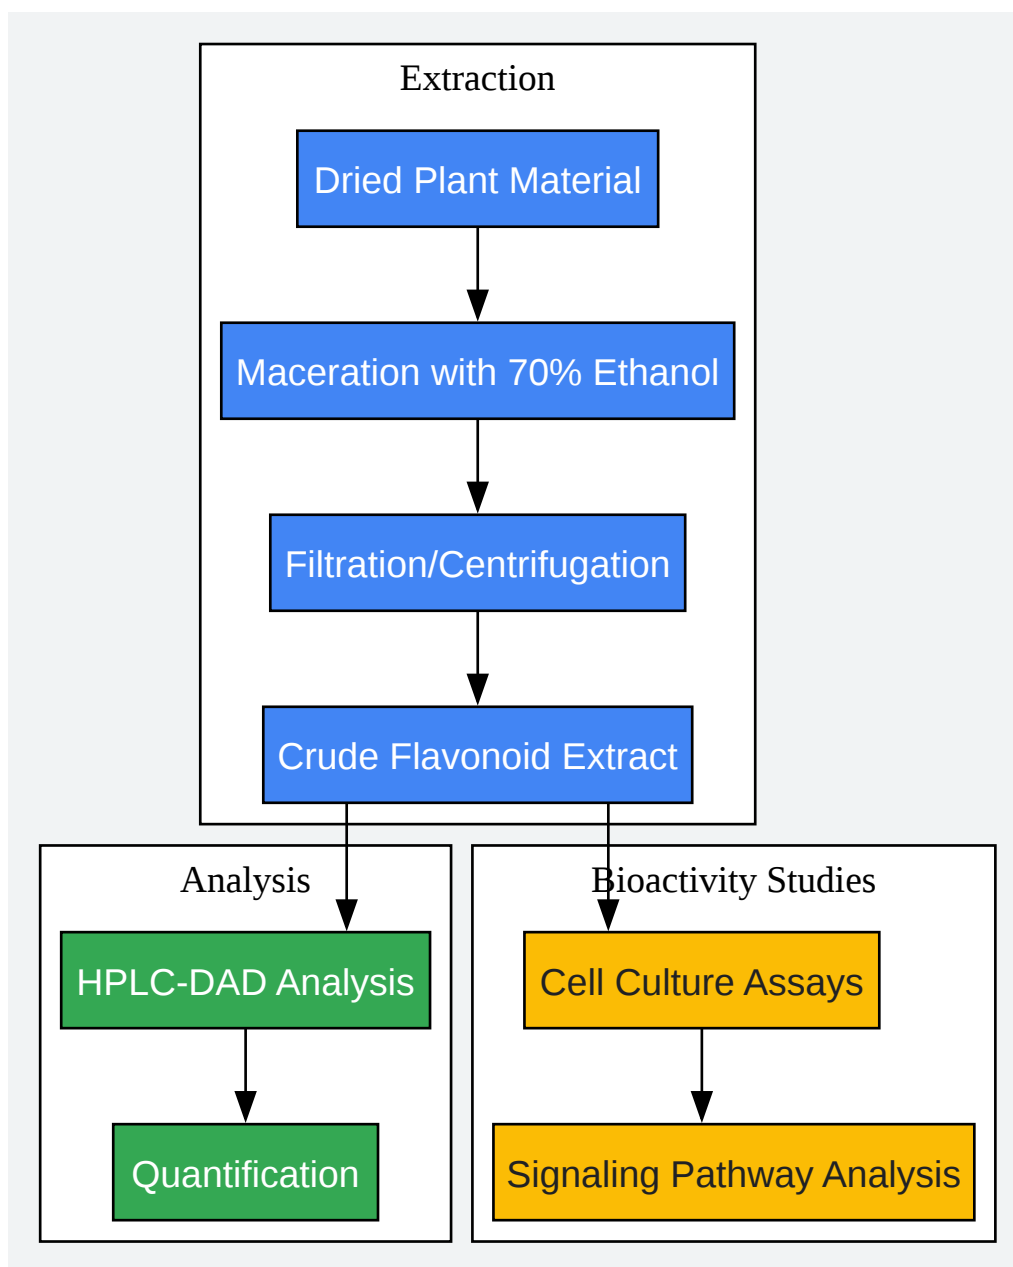 Extraction
Dried Plant Material
Maceration with 70% Ethanol
Filtration/Centrifugation
Crude Flavonoid Extract
Analysis
HPLC-DAD Analysis
Quantification
Bioactivity Studies
Cell Culture Assays
Signaling Pathway Analysis